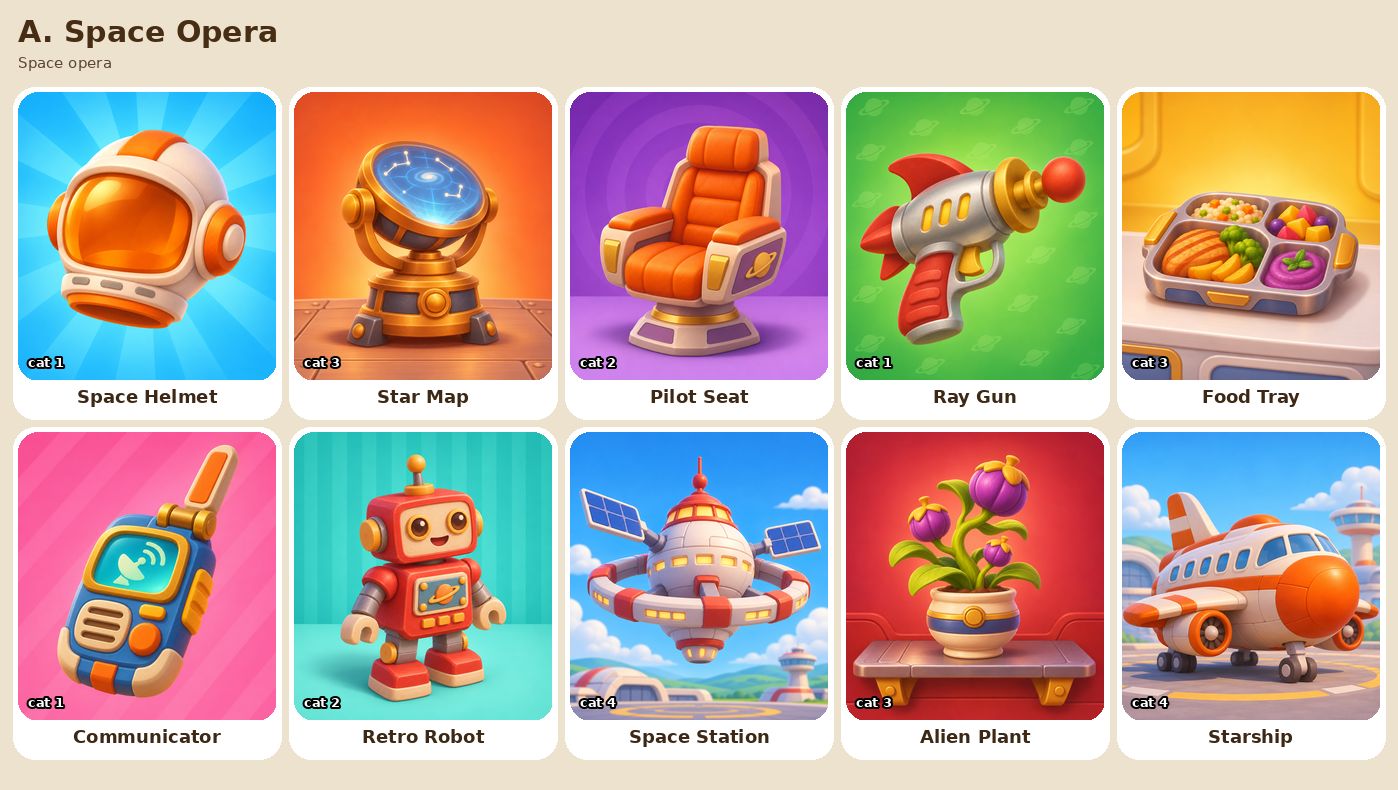 A. Space Opera
Space opera
cat 1
cat 3
cat 2
cat 1
cat 3
Space Helmet
Star Map
Pilot Seat
Ray Gun
Food Tray
cat 1
cat 2
cat 4
cat 3
cat 4
Communicator
Retro Robot
Space Station
Alien Plant
Starship